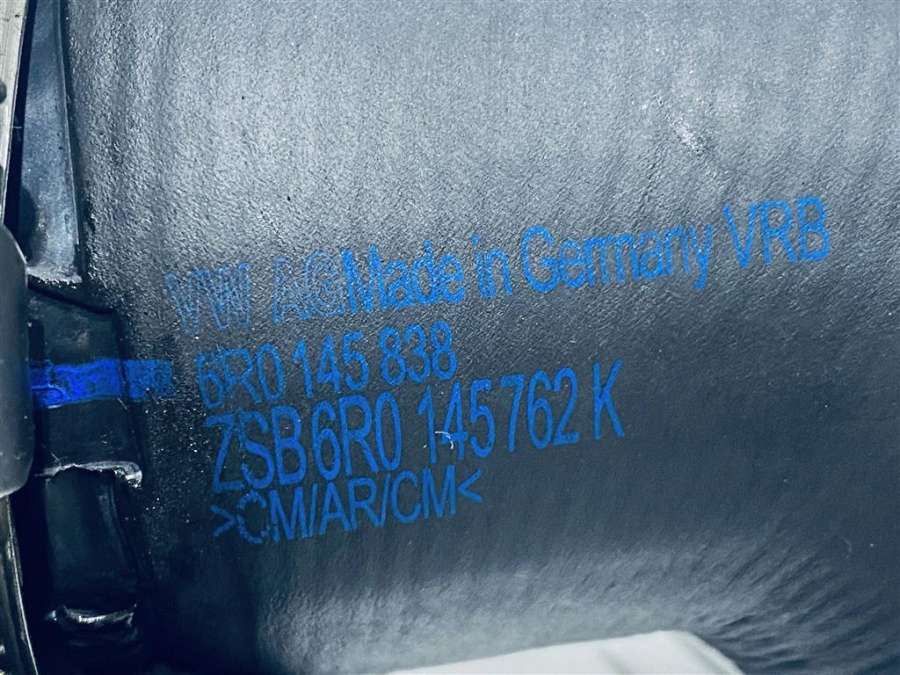 VW AG Made in Germany VRB
6R0 145 838
ZSB 6R0 145 762 K
>CM/AR/CM<